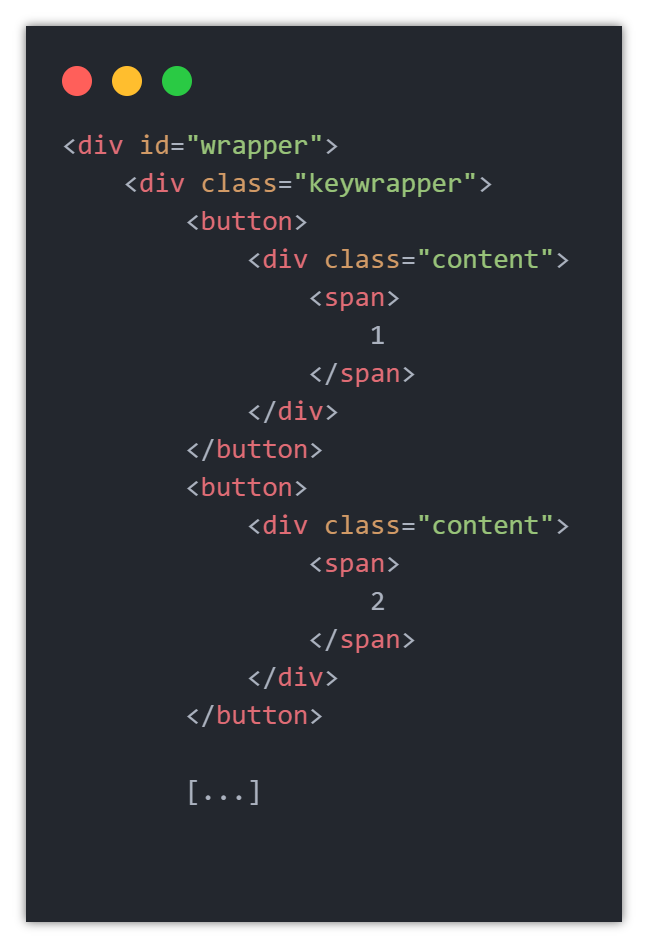 <div id="wrapper">
    <div class="keywrapper">
        <button>
            <div class="content">
                <span>
                    1
                </span>
            </div>
        </button>
        <button>
            <div class="content">
                <span>
                    2
                </span>
            </div>
        </button>
        [...]